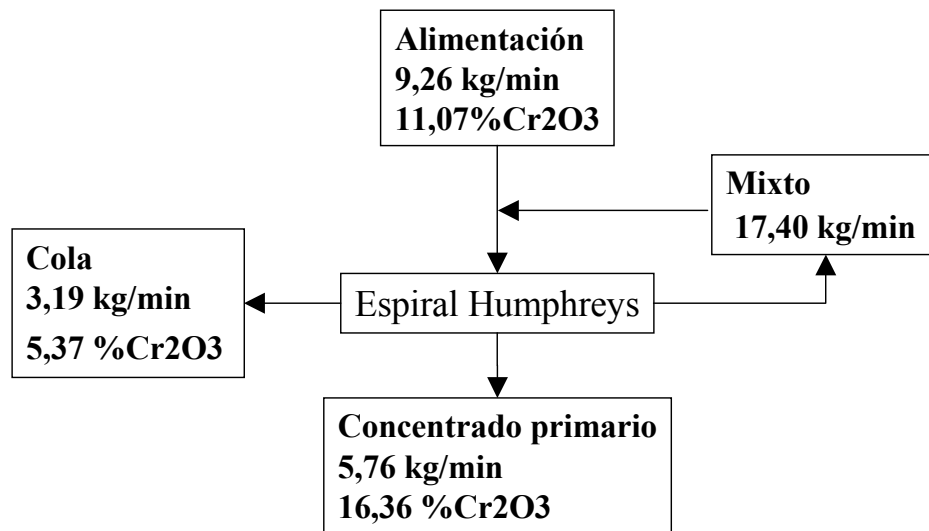 Alimentación
9,26 kg/min
11,07%Cr2O3
Mixto
17,40 kg/min
Cola
3,19 kg/min
5,37 %Cr2O3
Espiral Humphreys
Concentrado primario
5,76 kg/min
16,36 %Cr2O3